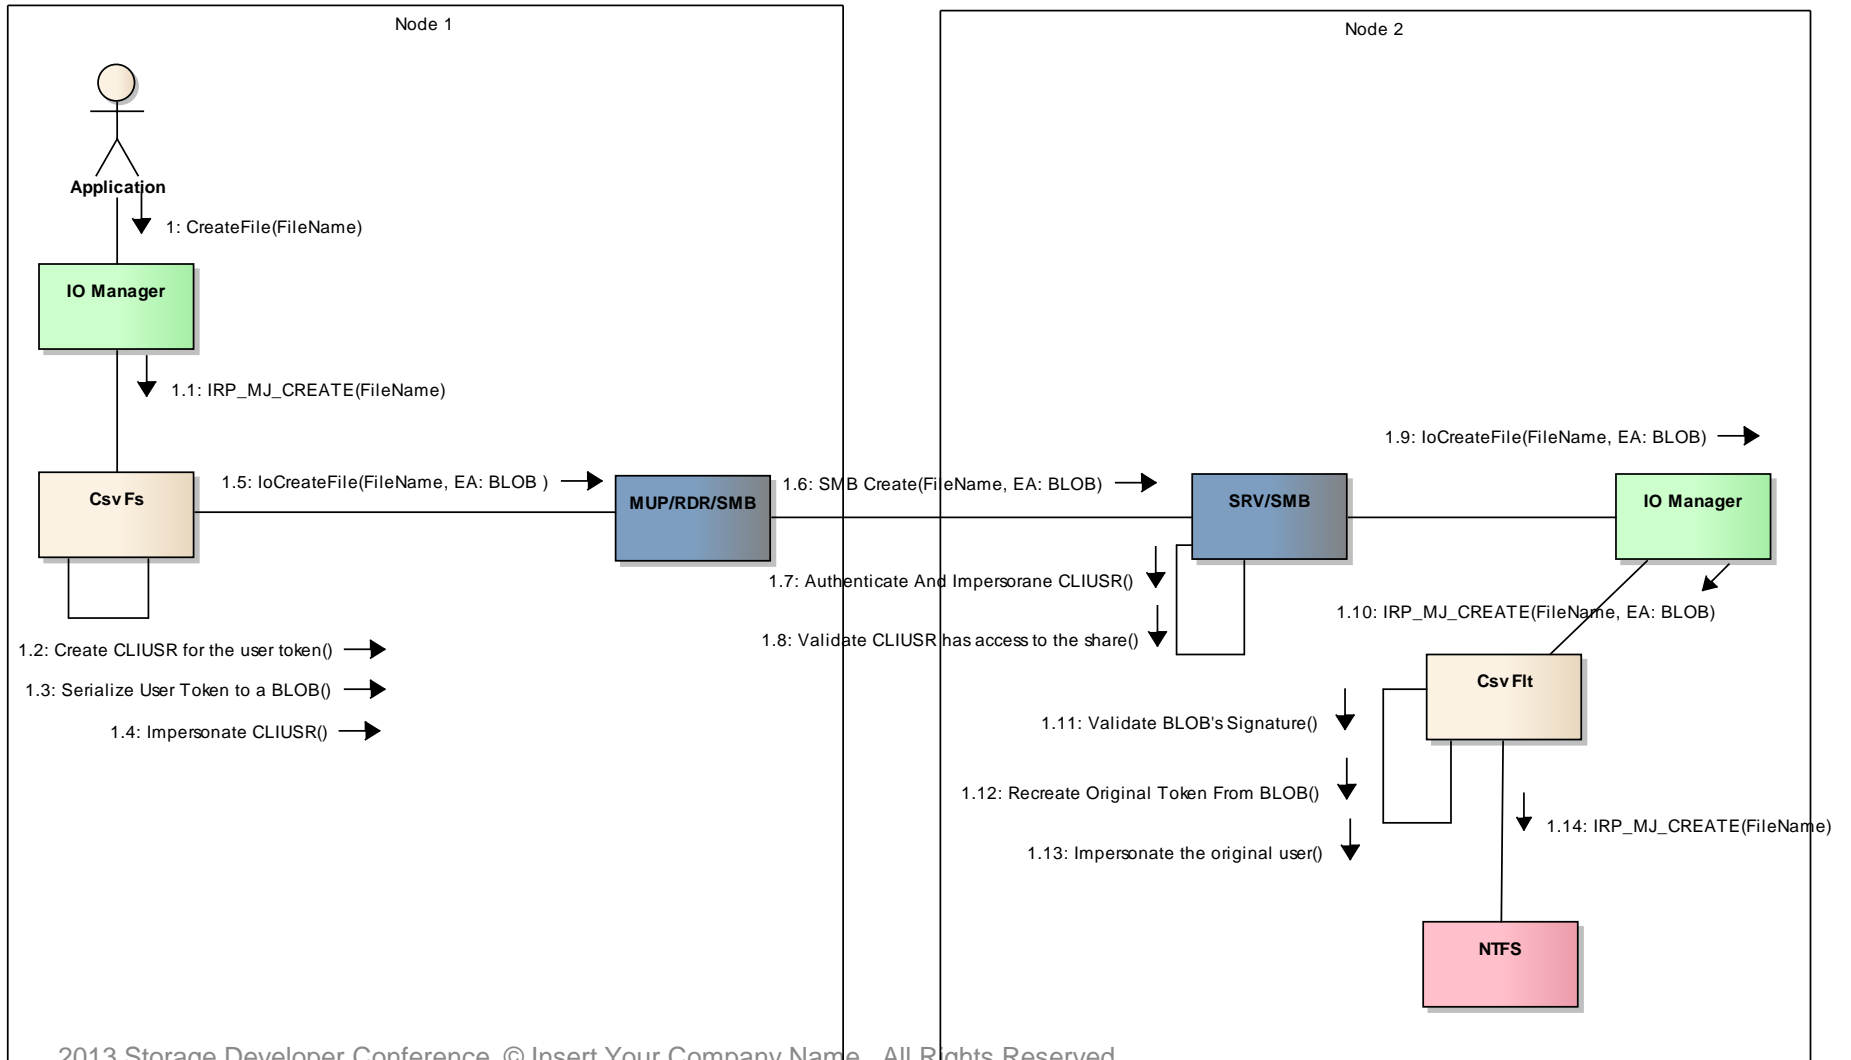 Node 1
Node 2
Application
1: CreateFile(FileName)
IO Manager
1.1: IRP_MJ_CREATE(FileName)
CsvFs
1.5: IoCreateFile(FileName, EA: BLOB )
MUP/RDR/SMB
1.6: SMB Create(FileName, EA: BLOB)
SRV/SMB
1.9: IoCreateFile(FileName, EA: BLOB)
IO Manager
1.2: Create CLIUSR for the user token()
1.3: Serialize User Token to a BLOB()
1.4: Impersonate CLIUSR()
1.7: Authenticate And Impersorane CLIUSR()
1.8: Validate CLIUSR has access to the share()
1.10: IRP_MJ_CREATE(FileName, EA: BLOB)
CsvFlt
1.11: Validate BLOB's Signature()
1.12: Recreate Original Token From BLOB()
1.13: Impersonate the original user()
1.14: IRP_MJ_CREATE(FileName)
NTFS
2013 Storage Developer Conference. © Insert Your Company Name. All Rights Reserved.